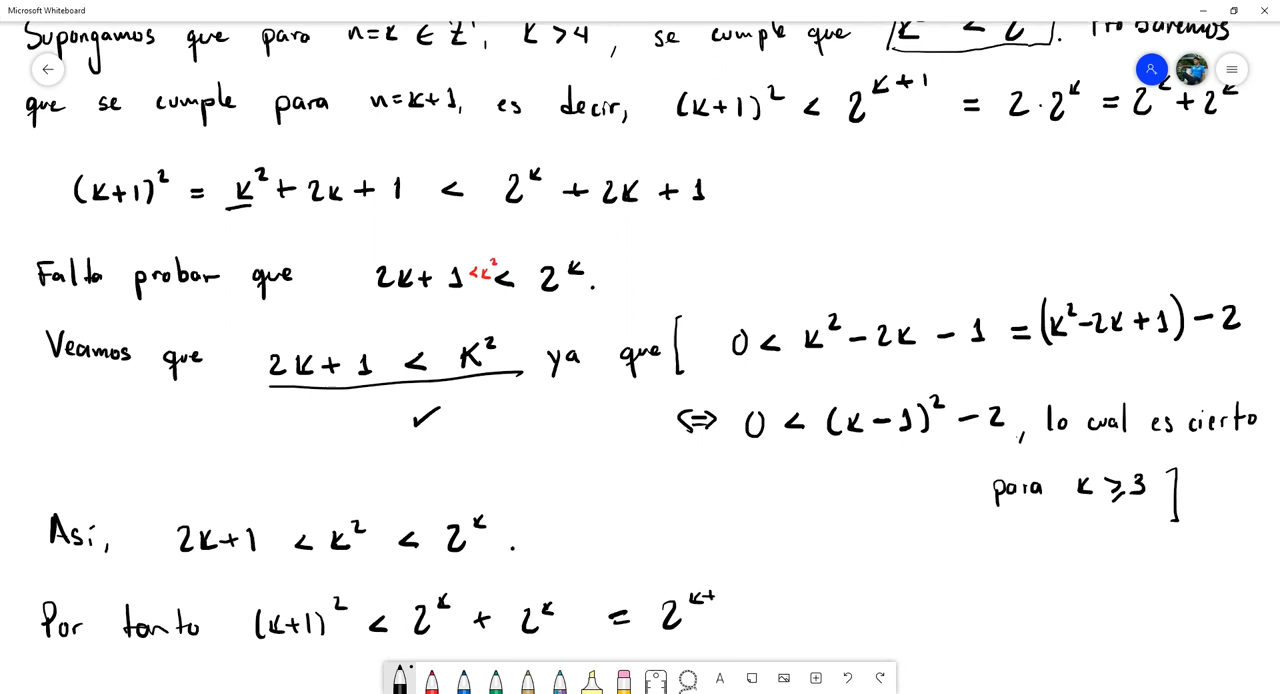 Microsoft Whiteboard
Supongamos que para n=k ∈ Z⁺, k >4, se cumple que k² < 2ᵏ. Probaremos
que se cumple para n=k+1, es decir, (k+1)² < 2ᵏ⁺¹ = 2·2ᵏ = 2ᵏ+2ᵏ
(k+1)² = k² + 2k + 1 < 2ᵏ + 2k + 1
Falta probar que 2k+1 <k² < 2ᵏ.
Veamos que 2k+1 < k² ya que [ 0 < k² - 2k - 1 = (k²-2k+1) - 2
✓ ⇔ 0 < (k-1)² - 2, lo cual es cierto
para k ≥ 3 ]
Así, 2k+1 < k² < 2ᵏ.
Por tanto (k+1)² < 2ᵏ + 2ᵏ = 2ᵏ⁺
A